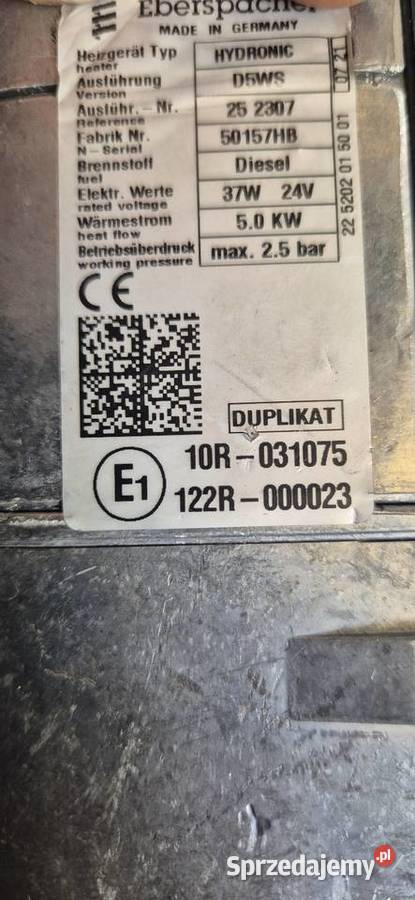 Eberspächer
MADE IN GERMANY
Heizgerät Typ HYDRONIC
heater
Ausführung D5WS
Version
Ausführ.-Nr. 25 2307
Reference
Fabrik Nr. 50157HB
N-Serial
Brennstoff Diesel
fuel
Elektr. Werte 37W 24V
rated voltage
Wärmestrom 5.0 KW
heat flow
Betriebsüberdruck max. 2.5 bar
working pressure
07 21
22 5202 01 5001
CE
DUPLIKAT
E1
10R-031075
122R-000023
Sprzedajemy.pl